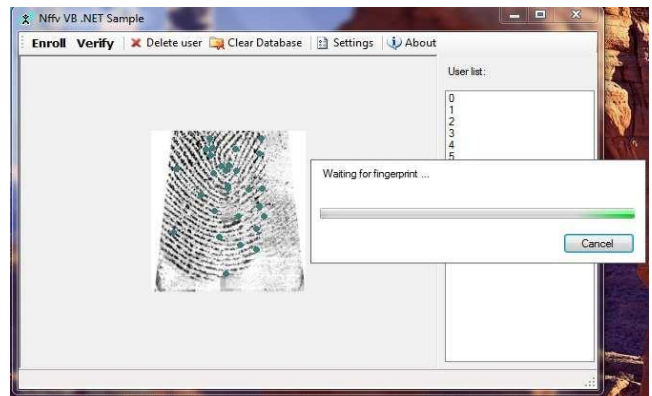 Nffv VB .NET Sample
Enroll Verify Delete user Clear Database Settings About
User list:
0
1
2
3
4
5
Waiting for fingerprint ...
Cancel